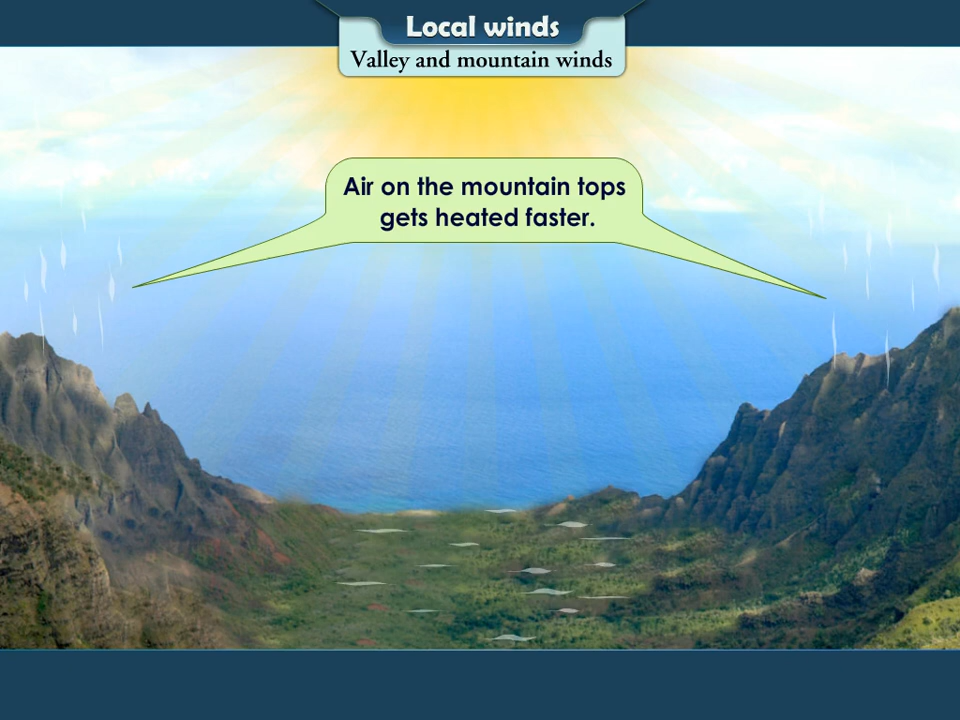 Local winds
Valley and mountain winds
Air on the mountain tops
gets heated faster.